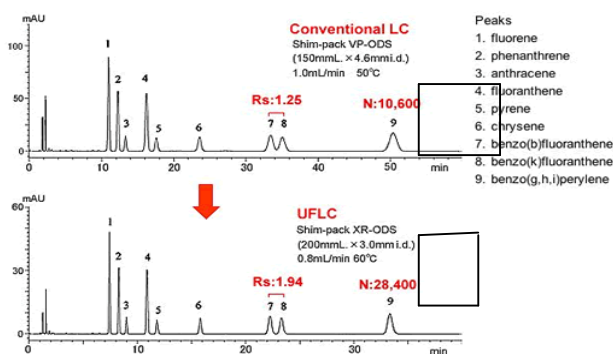 mAU
Conventional LC
Shim-pack VP-ODS
(150mmL. × 4.6mmi.d.)
1.0mL/min 50℃
Rs:1.25
N:10,600
100
50
0
1
2
3
4
5
6
7 8
9
0 10 20 30 40 50 min
Peaks
1. fluorene
2. phenanthrene
3. anthracene
4. fluoranthene
5. pyrene
6. chrysene
7. benzo(b)fluoranthene
8. benzo(k)fluoranthene
9. benzo(g,h,i)perylene
mAU
UFLC
Shim-pack XR-ODS
(200mmL. × 3.0mmi.d.)
0.8mL/min 60℃
Rs:1.94
N:28,400
60
30
0
1
2
3
4
5
6
7 8
9
0 10 20 30 min